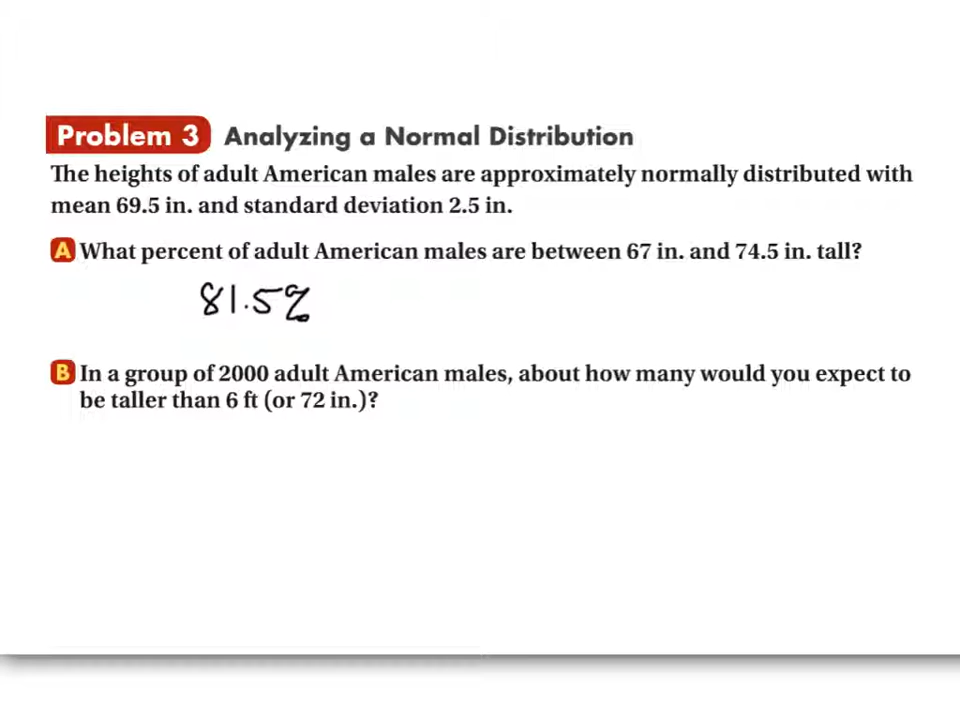 Problem 3 Analyzing a Normal Distribution
The heights of adult American males are approximately normally distributed with
mean 69.5 in. and standard deviation 2.5 in.
A What percent of adult American males are between 67 in. and 74.5 in. tall?
81.5%
B In a group of 2000 adult American males, about how many would you expect to
be taller than 6 ft (or 72 in.)?